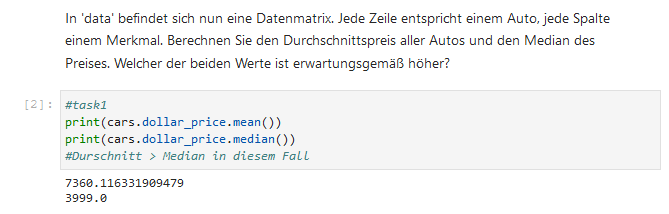 In 'data' befindet sich nun eine Datenmatrix. Jede Zeile entspricht einem Auto, jede Spalte
einem Merkmal. Berechnen Sie den Durchschnittspreis aller Autos und den Median des
Preises. Welcher der beiden Werte ist erwartungsgemäß höher?
[2]: #task1
print(cars.dollar_price.mean())
print(cars.dollar_price.median())
#Durschnitt > Median in diesem Fall
7360.116331909479
3999.0